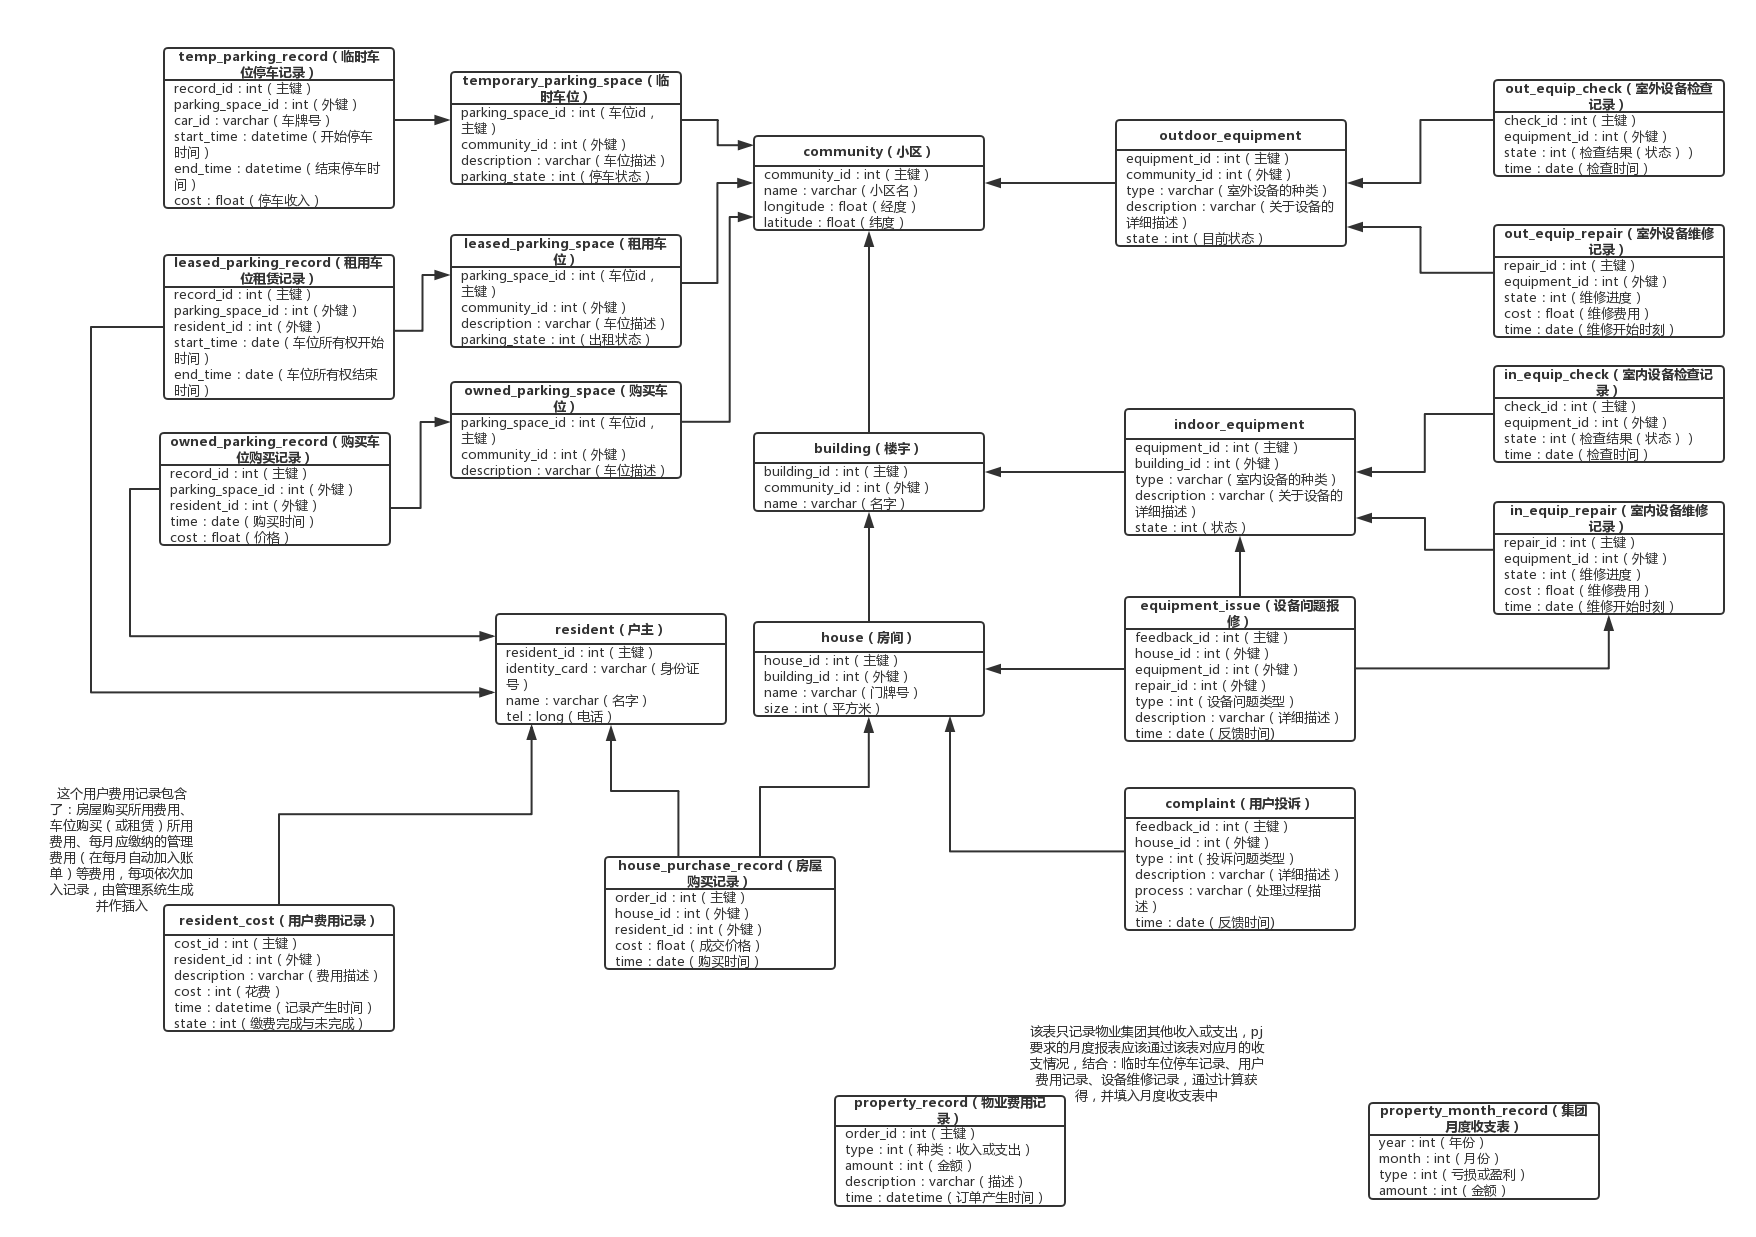 temp_parking_record（临时车
位停车记录）
record_id：int（主键）
parking_space_id：int（外键）
car_id：varchar（车牌号）
start_time：datetime（开始停车
时间）
end_time：datetime（结束停车时
间）
cost：float（停车收入）
temporary_parking_space（临
时车位）
parking_space_id：int（车位id，
主键）
community_id：int（外键）
description：varchar（车位描述）
parking_state：int（停车状态）
community（小区）
community_id：int（主键）
name：varchar（小区名）
longitude：float（经度）
latitude：float（纬度）
outdoor_equipment
equipment_id：int（主键）
community_id：int（外键）
type：varchar（室外设备的种类）
description：varchar（关于设备的
详细描述）
state：int（目前状态）
out_equip_check（室外设备检查
记录）
check_id：int（主键）
equipment_id：int（外键）
state：int（检查结果（状态））
time：date（检查时间）
leased_parking_record（租用车
位租赁记录）
record_id：int（主键）
parking_space_id：int（外键）
resident_id：int（外键）
start_time：date（车位所有权开始
时间）
end_time：date（车位所有权结束
时间）
leased_parking_space（租用车
位）
parking_space_id：int（车位id，
主键）
community_id：int（外键）
description：varchar（车位描述）
parking_state：int（出租状态）
out_equip_repair（室外设备维修
记录）
repair_id：int（主键）
equipment_id：int（外键）
state：int（维修进度）
cost：float（维修费用）
time：date（维修开始时刻）
owned_parking_record（购买车
位购买记录）
record_id：int（主键）
parking_space_id：int（外键）
resident_id：int（外键）
time：date（购买时间）
cost：float（价格）
owned_parking_space（购买车
位）
parking_space_id：int（车位id，
主键）
community_id：int（外键）
description：varchar（车位描述）
building（楼宇）
building_id：int（主键）
community_id：int（外键）
name：varchar（名字）
indoor_equipment
equipment_id：int（主键）
building_id：int（外键）
type：varchar（室内设备的种类）
description：varchar（关于设备的
详细描述）
state：int（状态）
in_equip_check（室内设备检查记
录）
check_id：int（主键）
equipment_id：int（外键）
state：int（检查结果（状态））
time：date（检查时间）
in_equip_repair（室内设备维修
记录）
repair_id：int（主键）
equipment_id：int（外键）
state：int（维修进度）
cost：float（维修费用）
time：date（维修开始时刻）
resident（户主）
resident_id：int（主键）
identity_card：varchar（身份证
号）
name：varchar（名字）
tel：long（电话）
house（房间）
house_id：int（主键）
building_id：int（外键）
name：varchar（门牌号）
size：int（平方米）
equipment_issue（设备问题报
修）
feedback_id：int（主键）
house_id：int（外键）
equipment_id：int（外键）
repair_id：int（外键）
type：int（设备问题类型）
description：varchar（详细描述）
time：date（反馈时间)
这个用户费用记录包含
了：房屋购买所用费用、
车位购买（或租赁）所用
费用、每月应缴纳的管理
费用（在每月自动加入账
单）等费用，每项依次加
入记录，由管理系统生成
并作插入
resident_cost（用户费用记录）
cost_id：int（主键）
resident_id：int（外键）
description：varchar（费用描述）
cost：int（花费）
time：datetime（记录产生时间）
state：int（缴费完成与未完成）
house_purchase_record（房屋
购买记录）
order_id：int（主键）
house_id：int（外键）
resident_id：int（外键）
cost：float（成交价格）
time：date（购买时间）
complaint（用户投诉）
feedback_id：int（主键）
house_id：int（外键）
type：int（投诉问题类型）
description：varchar（详细描述）
process：varchar（处理过程描
述）
time：date（反馈时间)
该表只记录物业集团其他收入或支出，pj
要求的月度报表应该通过该表对应月的收
支情况，结合：临时车位停车记录、用户
费用记录、设备维修记录，通过计算获
得，并填入月度收支表中
property_record（物业费用记
录）
order_id：int（主键）
type：int（种类：收入或支出）
amount：int（金额）
description：varchar（描述）
time：datetime（订单产生时间）
property_month_record（集团
月度收支表）
year：int（年份）
month：int（月份）
type：int（亏损或盈利）
amount：int（金额）